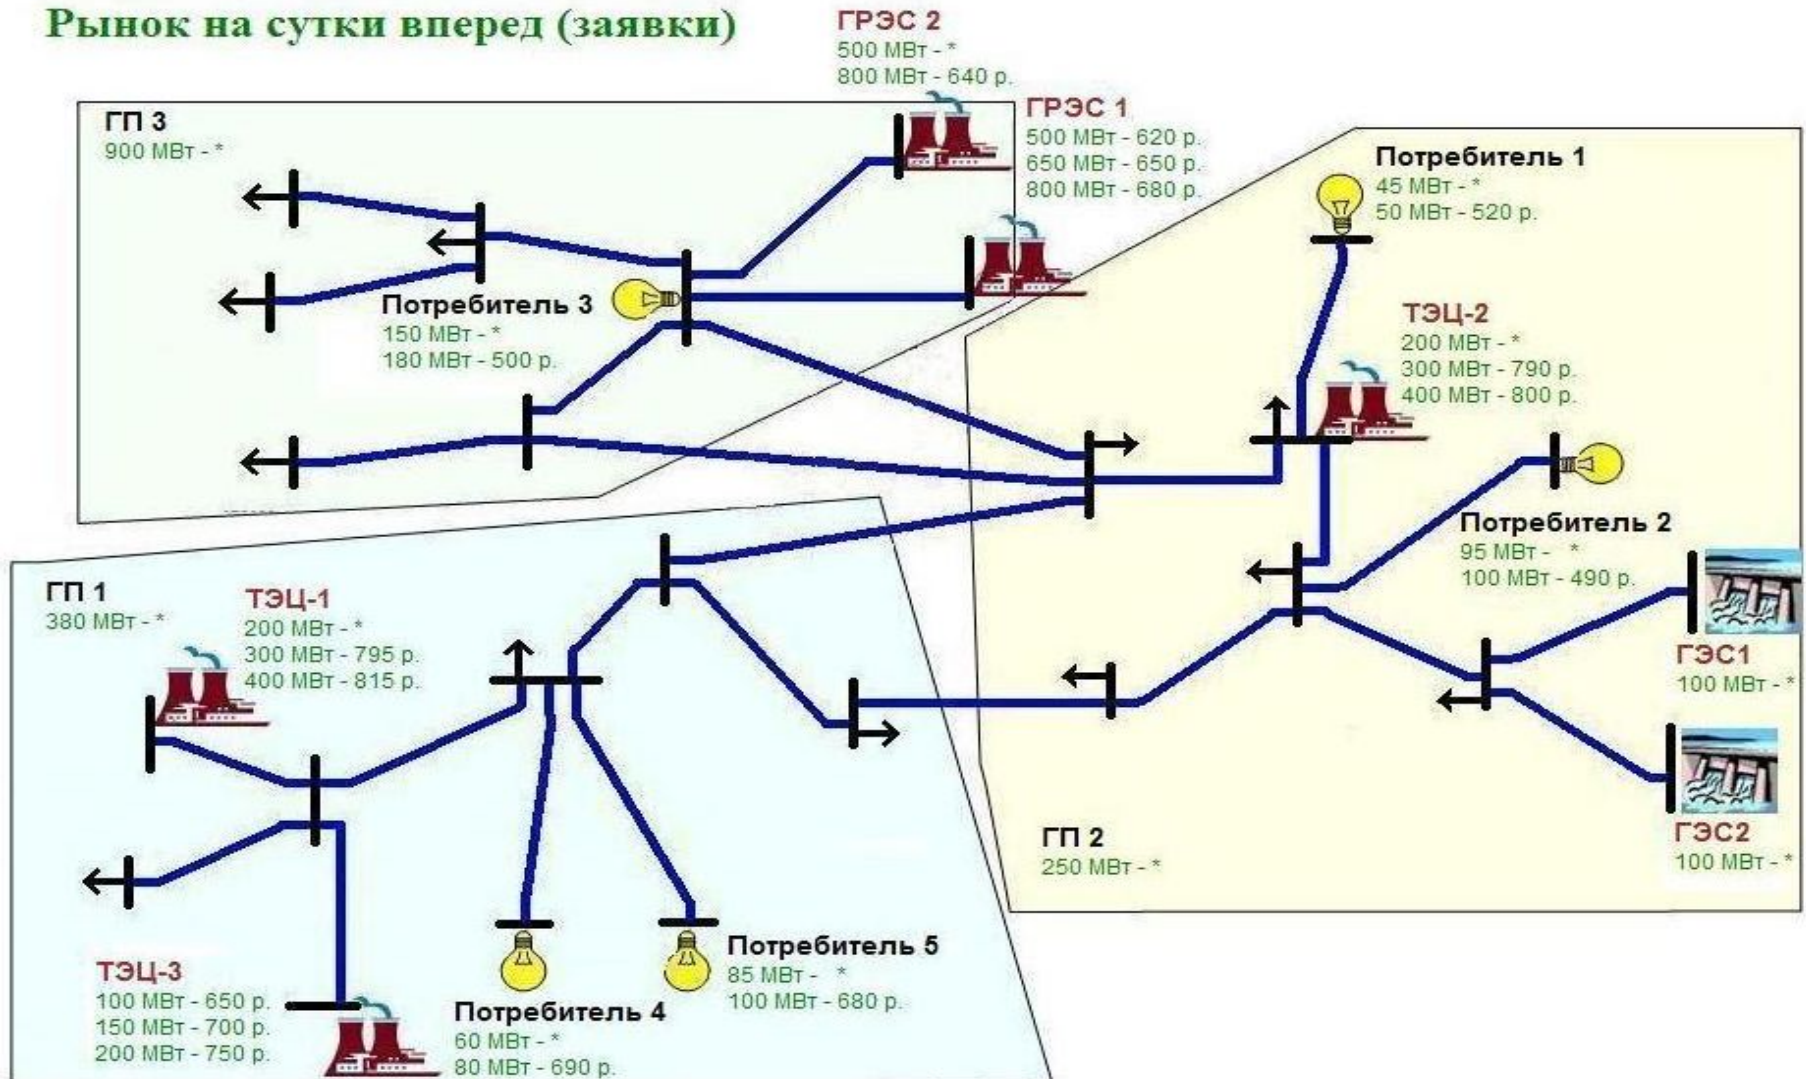 Рынок на сутки вперед (заявки)
ГРЭС 2
500 МВт - *
800 МВт - 640 р.
ГРЭС 1
500 МВт - 620 р.
650 МВт - 650 р.
800 МВт - 680 р.
ГП 3
900 МВт - *
Потребитель 3
150 МВт - *
180 МВт - 500 р.
Потребитель 1
45 МВт - *
50 МВт - 520 р.
ТЭЦ-2
200 МВт - *
300 МВт - 790 р.
400 МВт - 800 р.
Потребитель 2
95 МВт - *
100 МВт - 490 р.
ГЭС1
100 МВт - *
ГЭС2
100 МВт - *
ГП 2
250 МВт - *
ГП 1
380 МВт - *
ТЭЦ-1
200 МВт - *
300 МВт - 795 р.
400 МВт - 815 р.
ТЭЦ-3
100 МВт - 650 р.
150 МВт - 700 р.
200 МВт - 750 р.
Потребитель 4
60 МВт - *
80 МВт - 690 р.
Потребитель 5
85 МВт - *
100 МВт - 680 р.